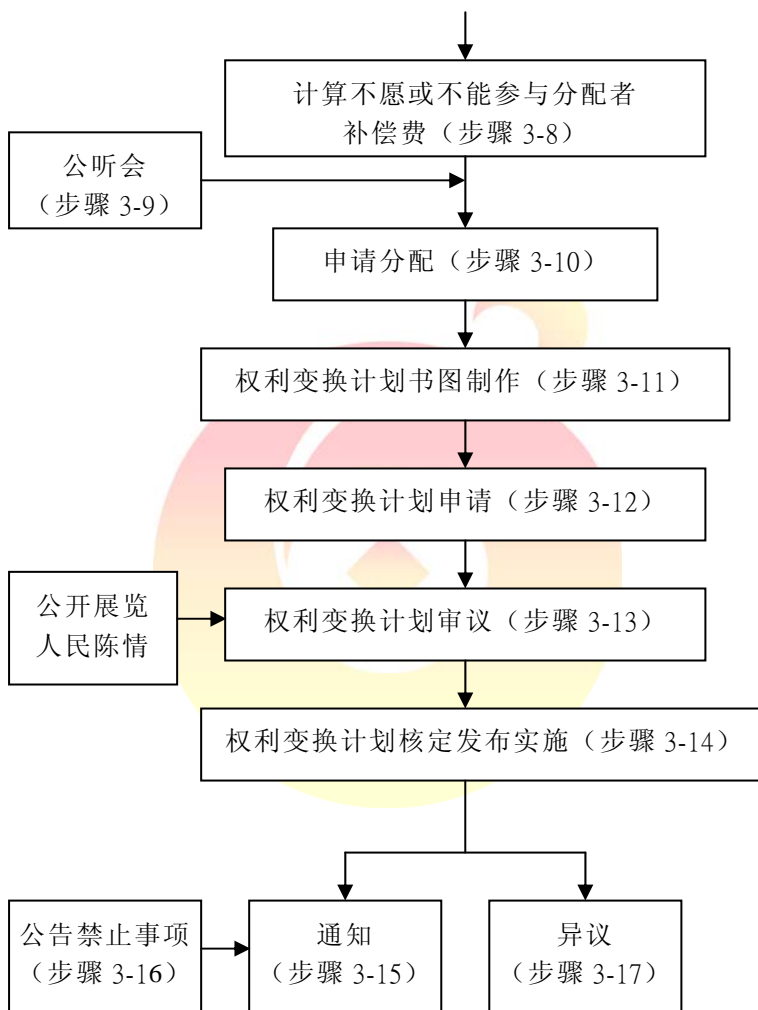 计算不愿或不能参与分配者
补偿费（步骤 3-8）
公听会
（步骤 3-9）
申请分配（步骤 3-10）
权利变换计划书图制作（步骤 3-11）
权利变换计划申请（步骤 3-12）
公开展览
人民陈情
权利变换计划审议（步骤 3-13）
权利变换计划核定发布实施（步骤 3-14）
公告禁止事项
（步骤 3-16）
通知
（步骤 3-15）
异议
（步骤 3-17）